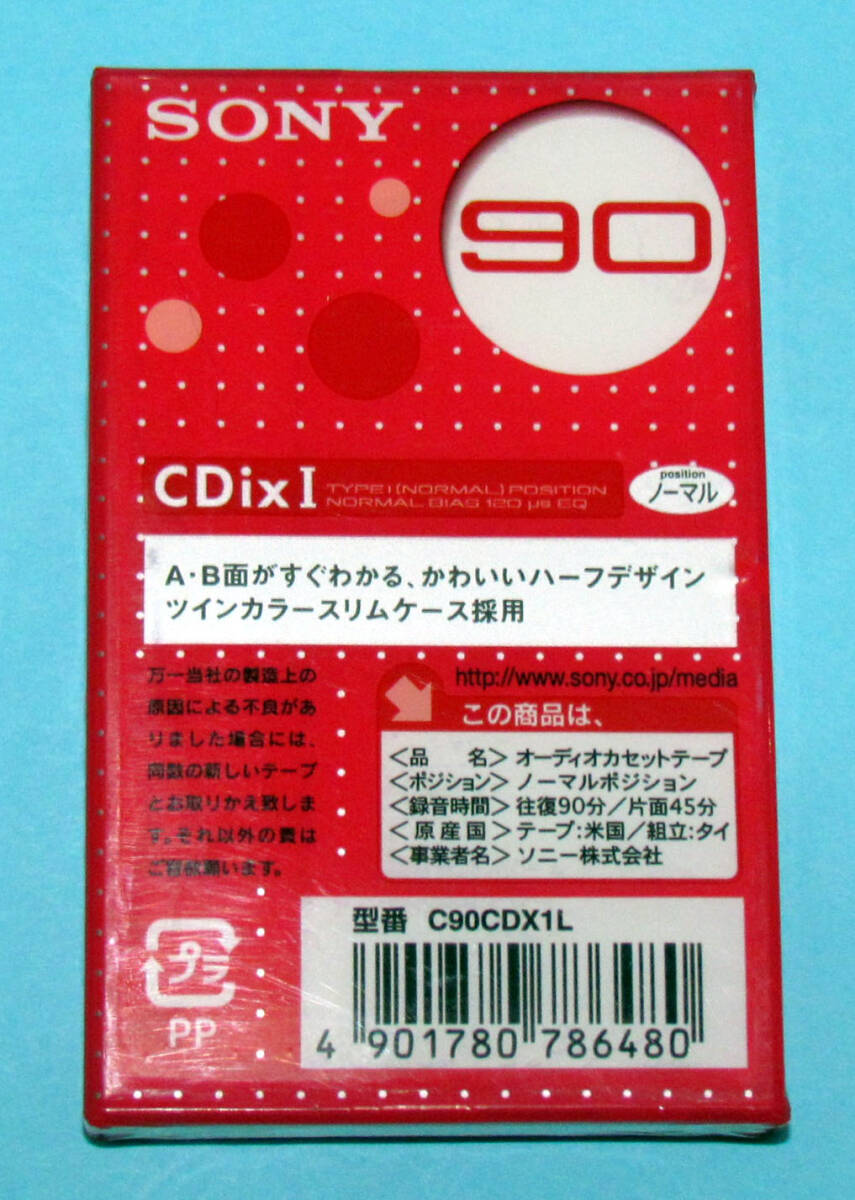 SONY
90
CDixI
TYPE I (NORMAL) POSITION
NORMAL BIAS 120 μs EQ
position
ノーマル
A・B面がすぐわかる、かわいいハーフデザイン
ツインカラースリムケース採用
万一当社の製造上の
原因による不良があ
りました場合には、
同数の新しいテープ
とお取りかえ致しま
す。それ以外の責は
ご容赦願います。
http://www.sony.co.jp/media
この商品は、
<品　名> オーディオカセットテープ
<ポジション> ノーマルポジション
<録音時間> 往復90分／片面45分
<原産国> テープ:米国／組立:タイ
<事業者名> ソニー株式会社
型番 C90CDX1L
4 901780 786480
プラ
PP